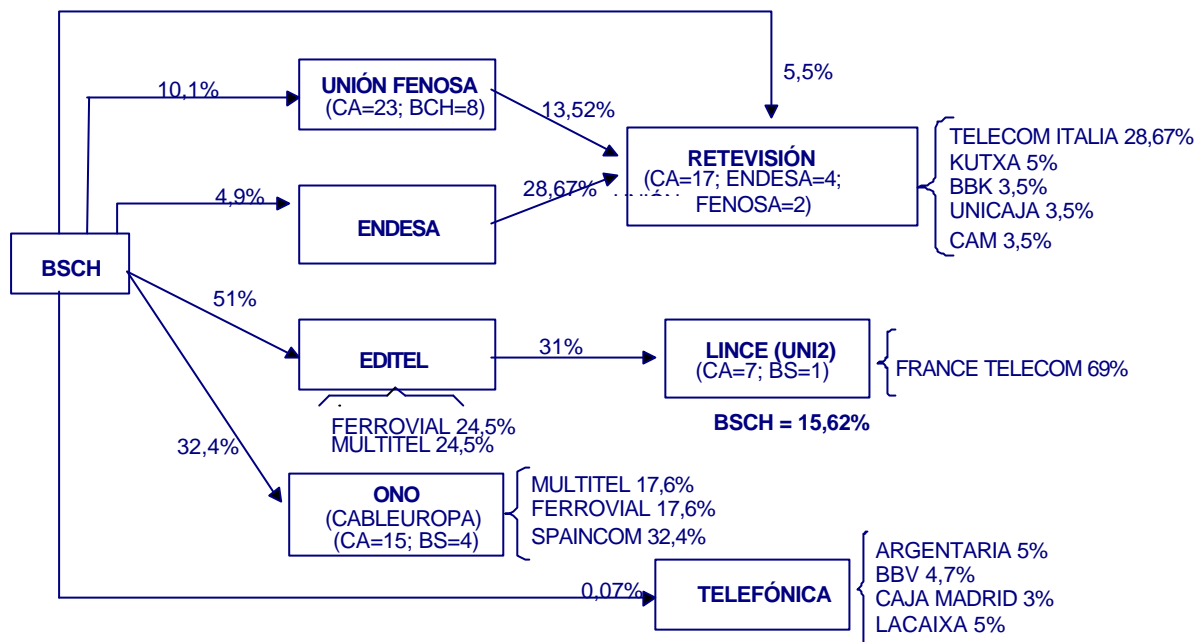 5,5%
10,1%
UNIÓN FENOSA
(CA=23; BCH=8)
13,52%
RETEVISIÓN
(CA=17; ENDESA=4;
FENOSA=2)
TELECOM ITALIA 28,67%
KUTXA 5%
BBK 3,5%
UNICAJA 3,5%
CAM 3,5%
4,9%
ENDESA
28,67%
BSCH
51%
EDITEL
31%
LINCE (UNI2)
(CA=7; BS=1)
FRANCE TELECOM 69%
BSCH = 15,62%
FERROVIAL 24,5%
MULTITEL 24,5%
32,4%
ONO
(CABLEUROPA)
(CA=15; BS=4)
MULTITEL 17,6%
FERROVIAL 17,6%
SPAINCOM 32,4%
0,07%
TELEFÓNICA
ARGENTARIA 5%
BBV 4,7%
CAJA MADRID 3%
LACAIXA 5%